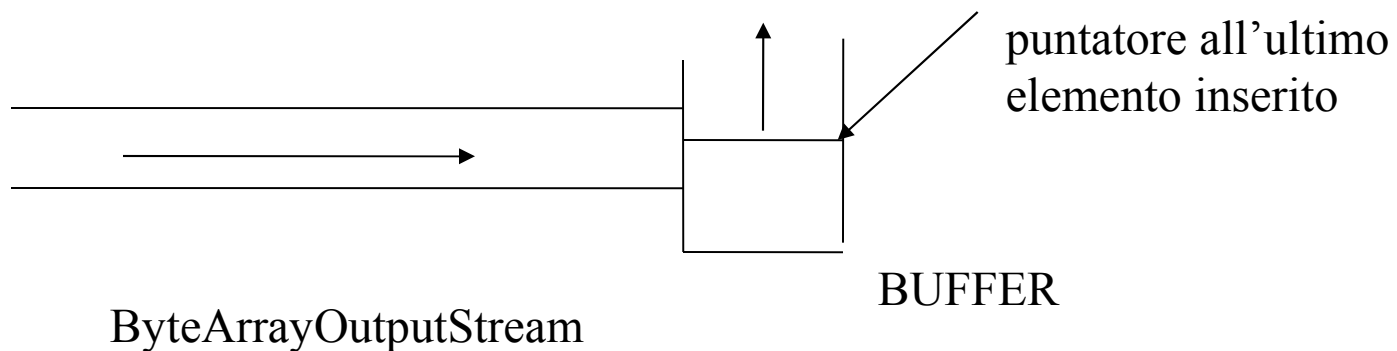 puntatore all’ultimo
elemento inserito
BUFFER
ByteArrayOutputStream